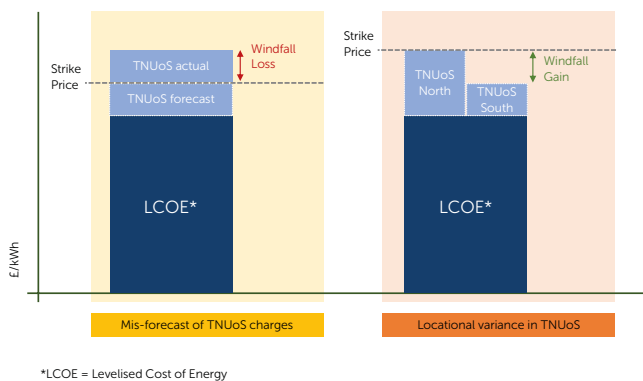 £/kWh
Strike
Price
TNUoS actual
TNUoS forecast
Windfall
Loss
LCOE*
Mis-forecast of TNUoS charges
Strike
Price
TNUoS
North
TNUoS
South
Windfall
Gain
LCOE*
Locational variance in TNUoS
*LCOE = Levelised Cost of Energy